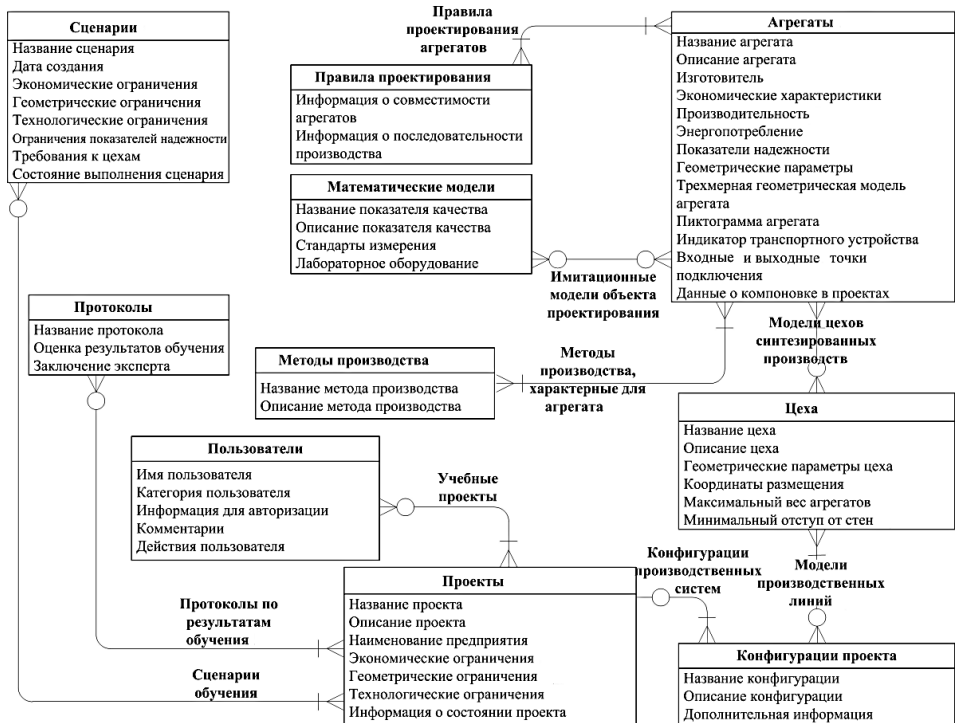 Сценарии
Название сценария
Дата создания
Экономические ограничения
Геометрические ограничения
Технологические ограничения
Ограничения показателей надежности
Требования к цехам
Состояние выполнения сценария
Правила
проектирования
агрегатов
Правила проектирования
Информация о совместимости
агрегатов
Информация о последовательности
производства
Агрегаты
Название агрегата
Описание агрегата
Изготовитель
Экономические характеристики
Производительность
Энергопотребление
Показатели надежности
Геометрические параметры
Трехмерная геометрическая модель
агрегата
Пиктограмма агрегата
Индикатор транспортного устройства
Входные и выходные точки
подключения
Данные о компоновке в проектах
Математические модели
Название показателя качества
Описание показателя качества
Стандарты измерения
Лабораторное оборудование
Имитационные
модели объекта
проектирования
Протоколы
Название протокола
Оценка результатов обучения
Заключение эксперта
Методы производства
Название метода производства
Описание метода производства
Методы
производства,
характерные для
агрегата
Модели цехов
синтезированных
производств
Цеха
Название цеха
Описание цеха
Геометрические параметры цеха
Координаты размещения
Максимальный вес агрегатов
Минимальный отступ от стен
Пользователи
Имя пользователя
Категория пользователя
Информация для авторизации
Комментарии
Действия пользователя
Учебные
проекты
Конфигурации
производственных
систем
Модели
производственных
линий
Протоколы по
результатам
обучения
Сценарии
обучения
Проекты
Название проекта
Описание проекта
Наименование предприятия
Экономические ограничения
Геометрические ограничения
Технологические ограничения
Информация о состоянии проекта
Конфигурации проекта
Название конфигурации
Описание конфигурации
Дополнительная информация